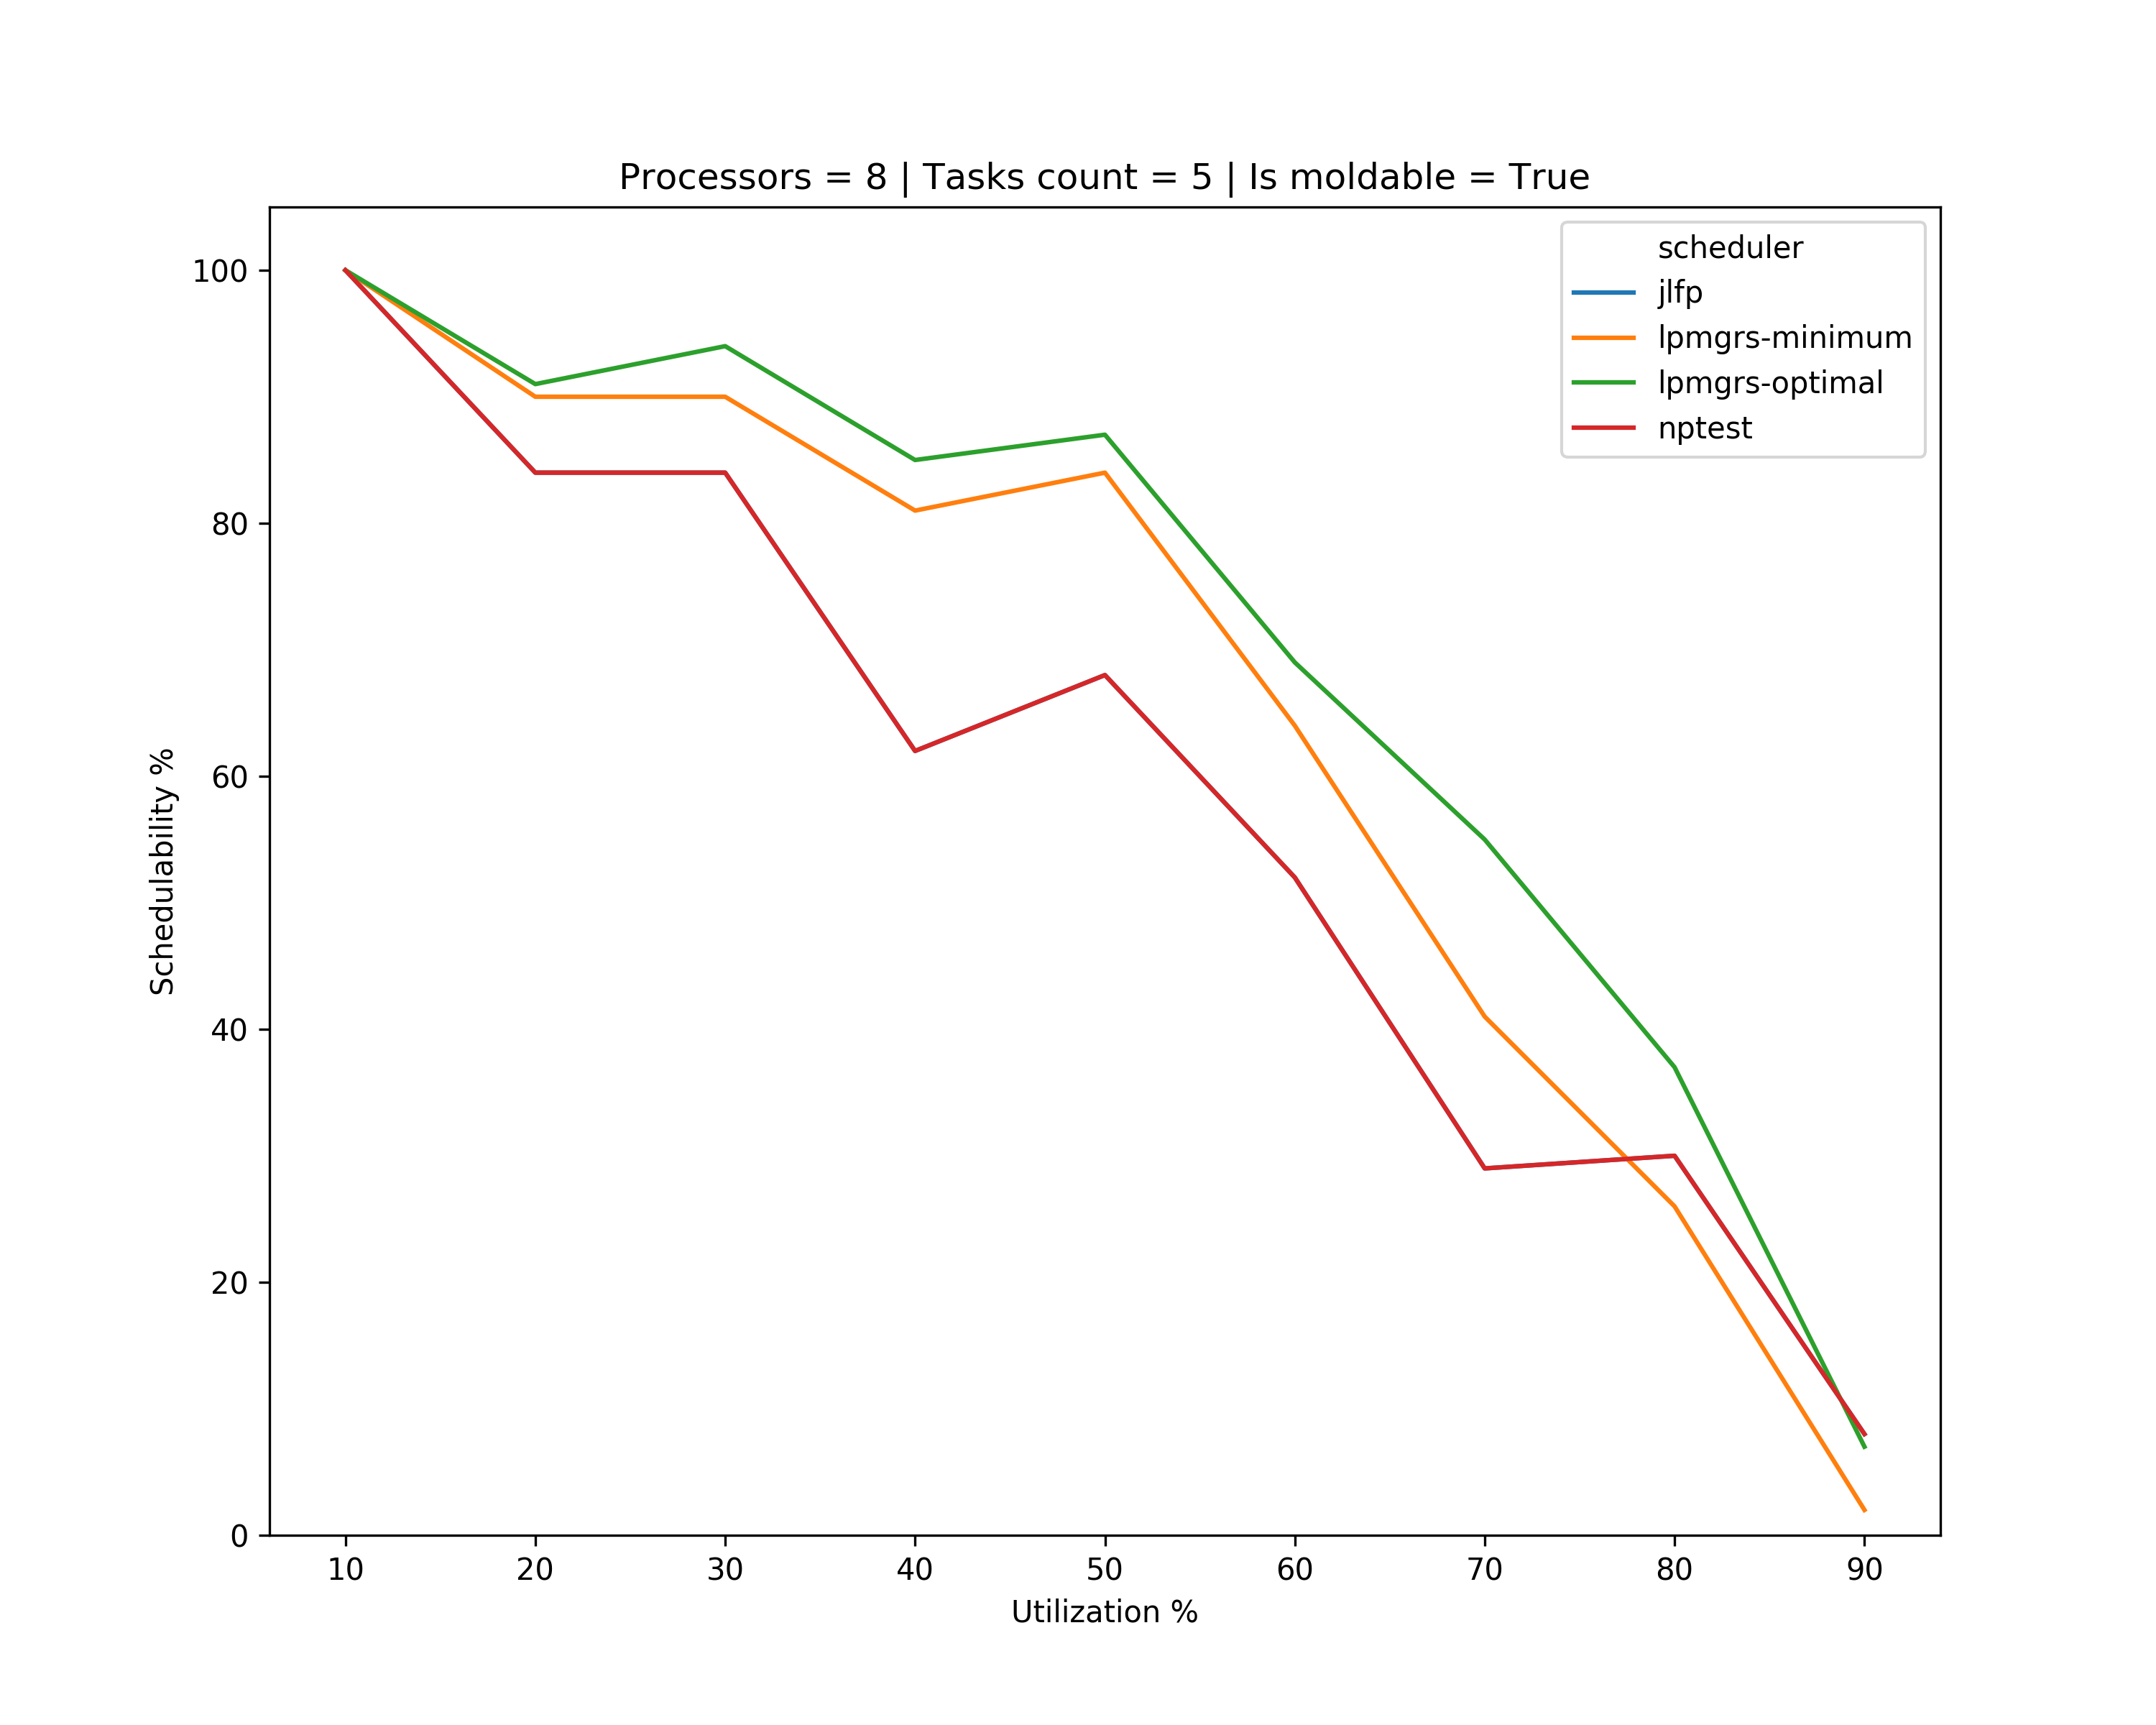 Processors = 8 | Tasks count = 5 | Is moldable = True
scheduler
jlfp
lpmgrs-minimum
lpmgrs-optimal
nptest
Schedulability %
100
80
60
40
20
0
10 20 30 40 50 60 70 80 90
Utilization %